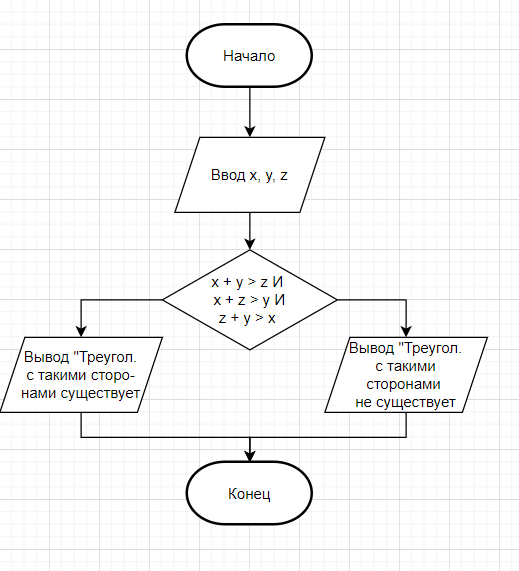 Начало
Ввод x, y, z
x + y > z И
x + z > y И
z + y > x
Вывод "Треугол.
с такими сторо-
нами существует
Вывод "Треугол.
с такими
сторонами
не существует
Конец